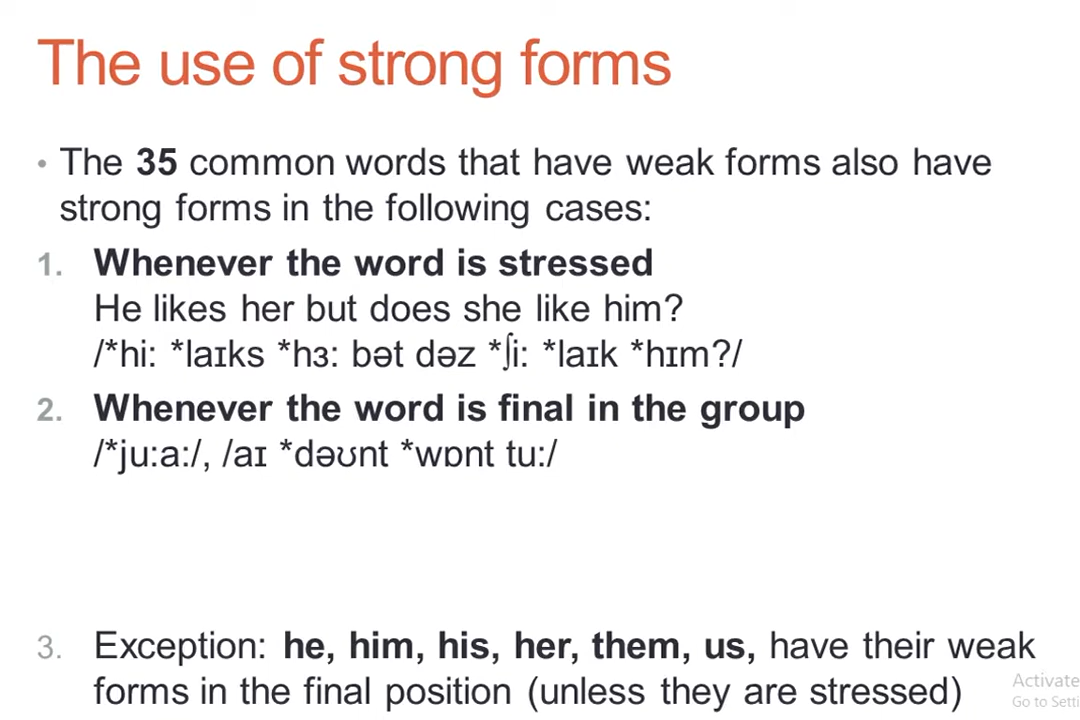 The use of strong forms
• The 35 common words that have weak forms also have
strong forms in the following cases:
1. Whenever the word is stressed
He likes her but does she like him?
/*hi: *laɪks *hɜ: bət dəz *ʃi: *laɪk *hɪm?/
2. Whenever the word is final in the group
/*ju:a:/, /aɪ *dəʊnt *wɒnt tu:/
3. Exception: he, him, his, her, them, us, have their weak
forms in the final position (unless they are stressed)
Activate
Go to Setti